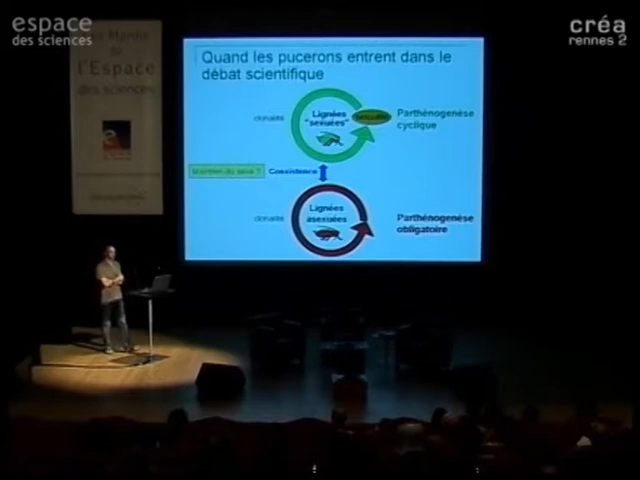 espace
des sciences
créa
rennes 2
Les Mardis
de
l'Espace
des sciences
Quand les pucerons entrent dans le
débat scientifique
clonalité
Lignées
"sexuées"
sexualité
Parthénogenèse
cyclique
Maintien du sexe ?
Coexistence
clonalité
Lignées
asexuées
Parthénogenèse
obligatoire